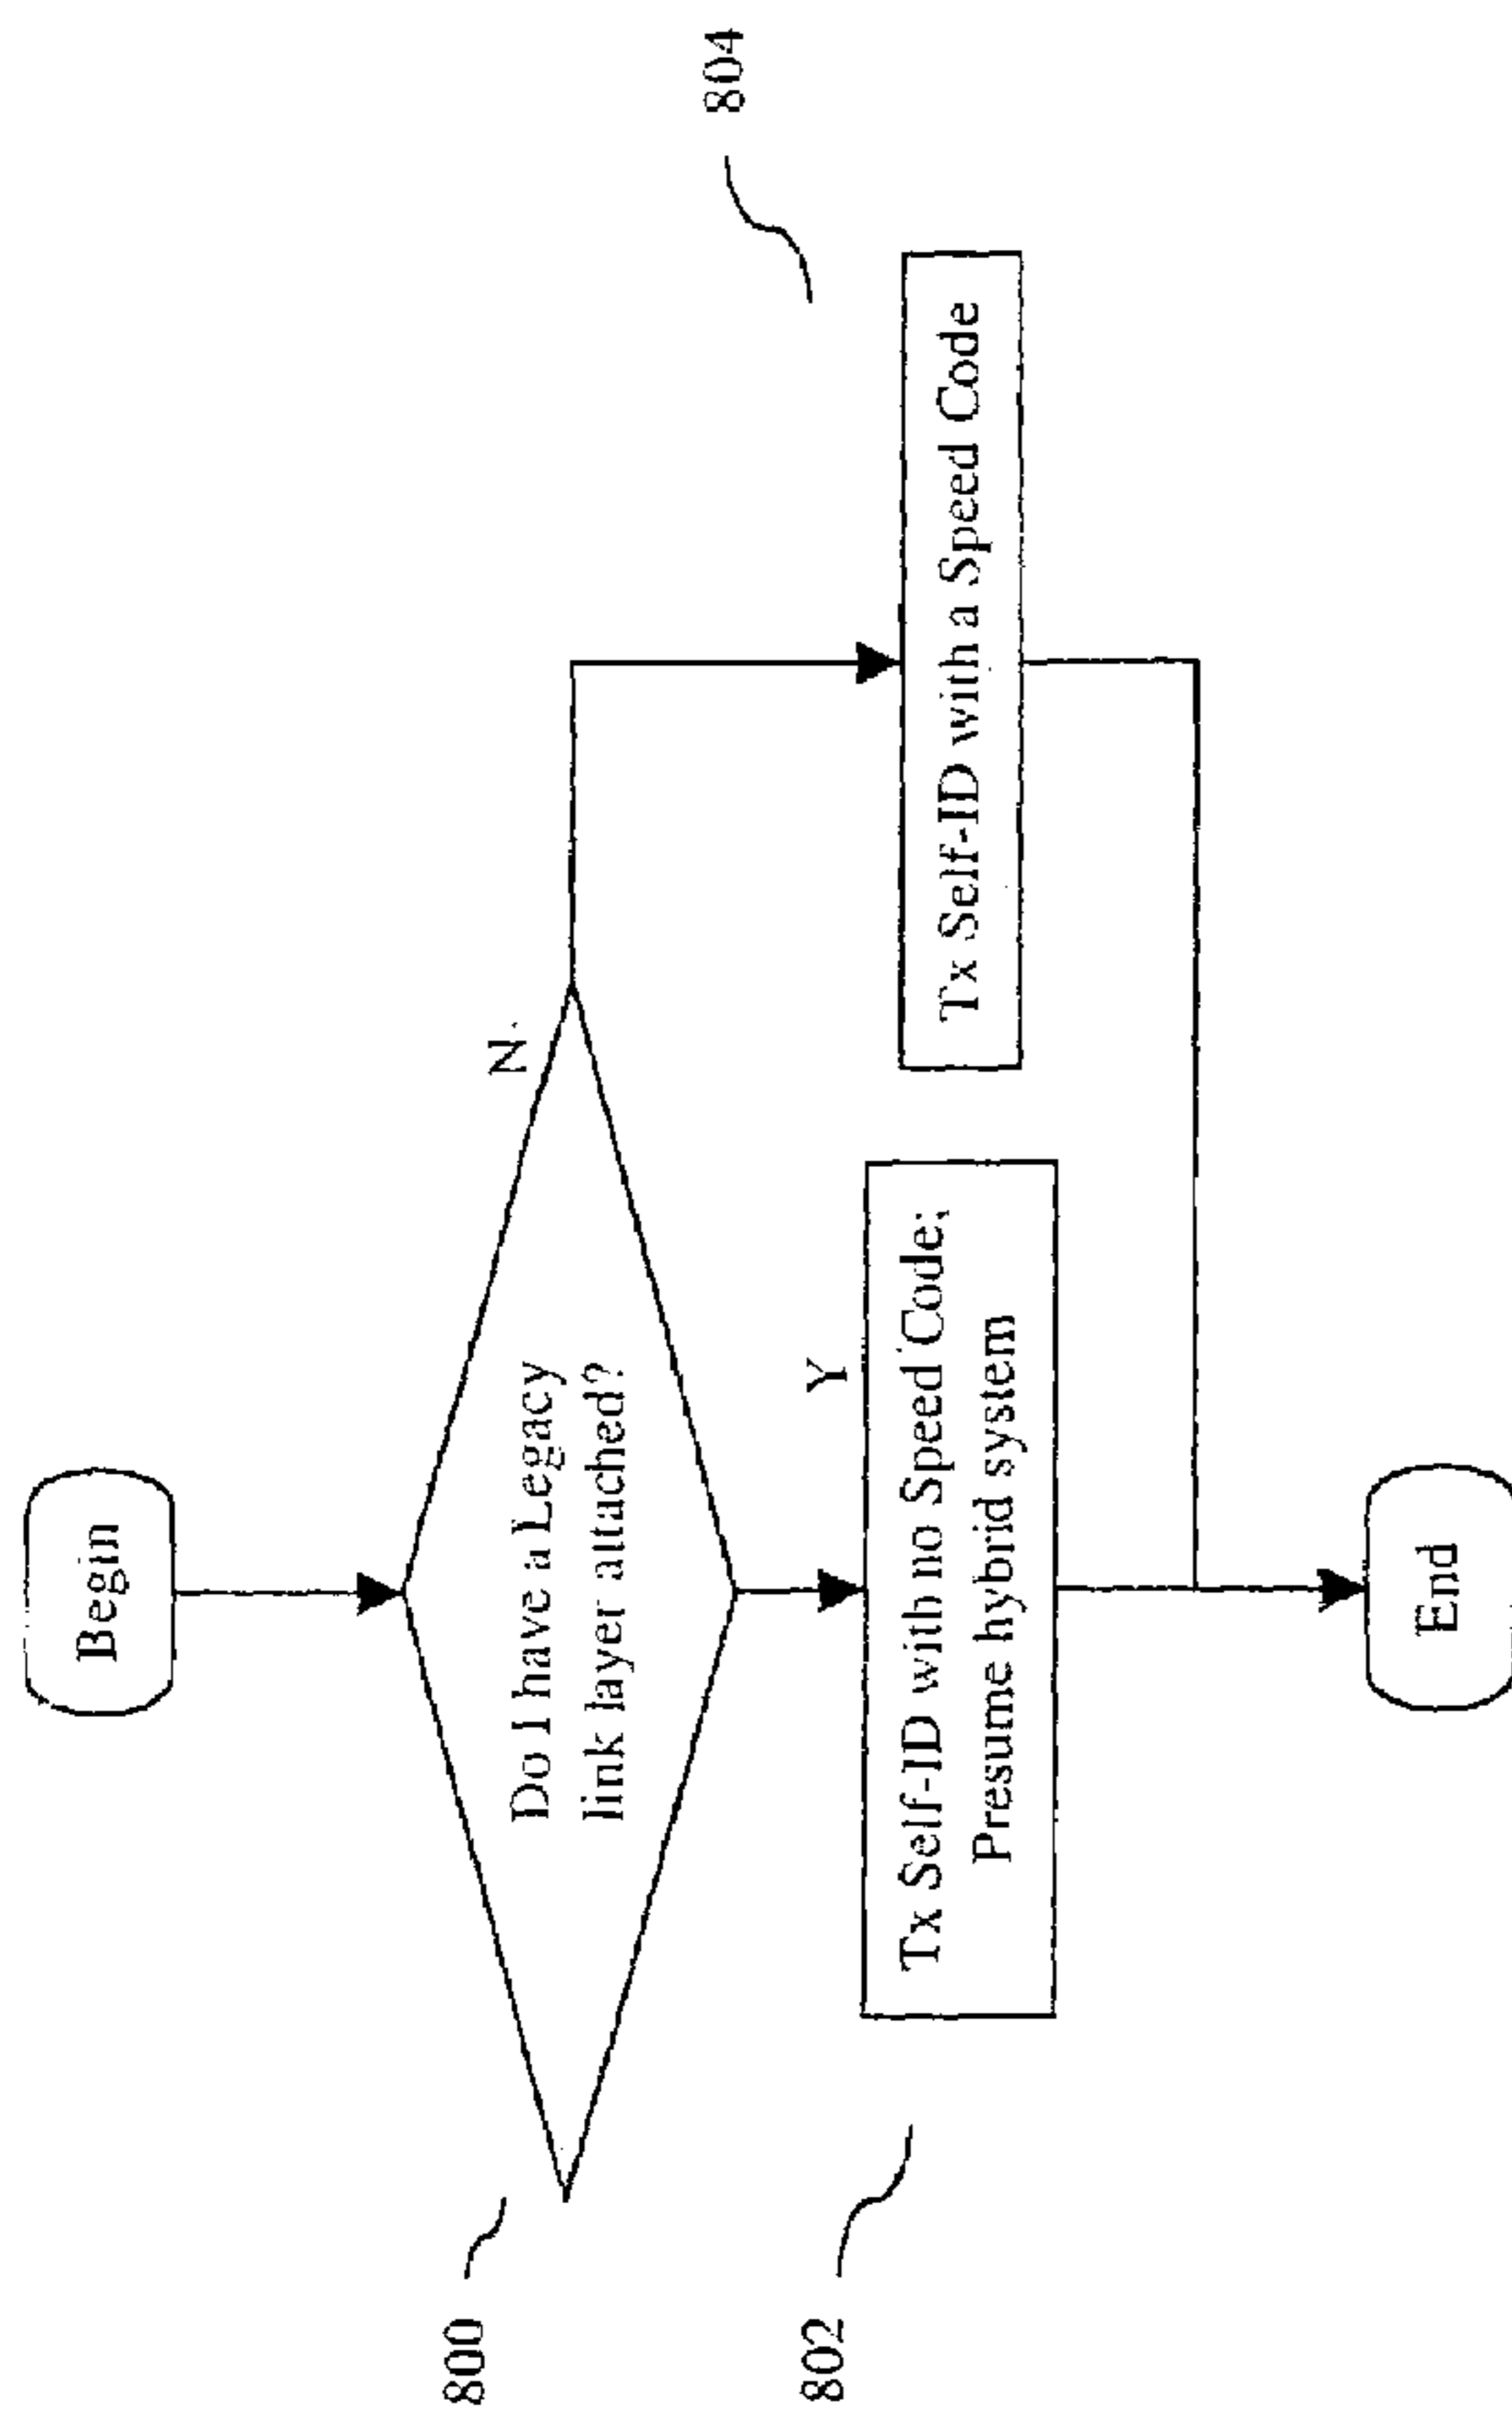 Begin
800
Do I have a Legacy
link layer attached?
N
Y
802
Tx Self-ID with no Speed Code;
Presume hybrid system
804
Tx Self-ID with a Speed Code
End